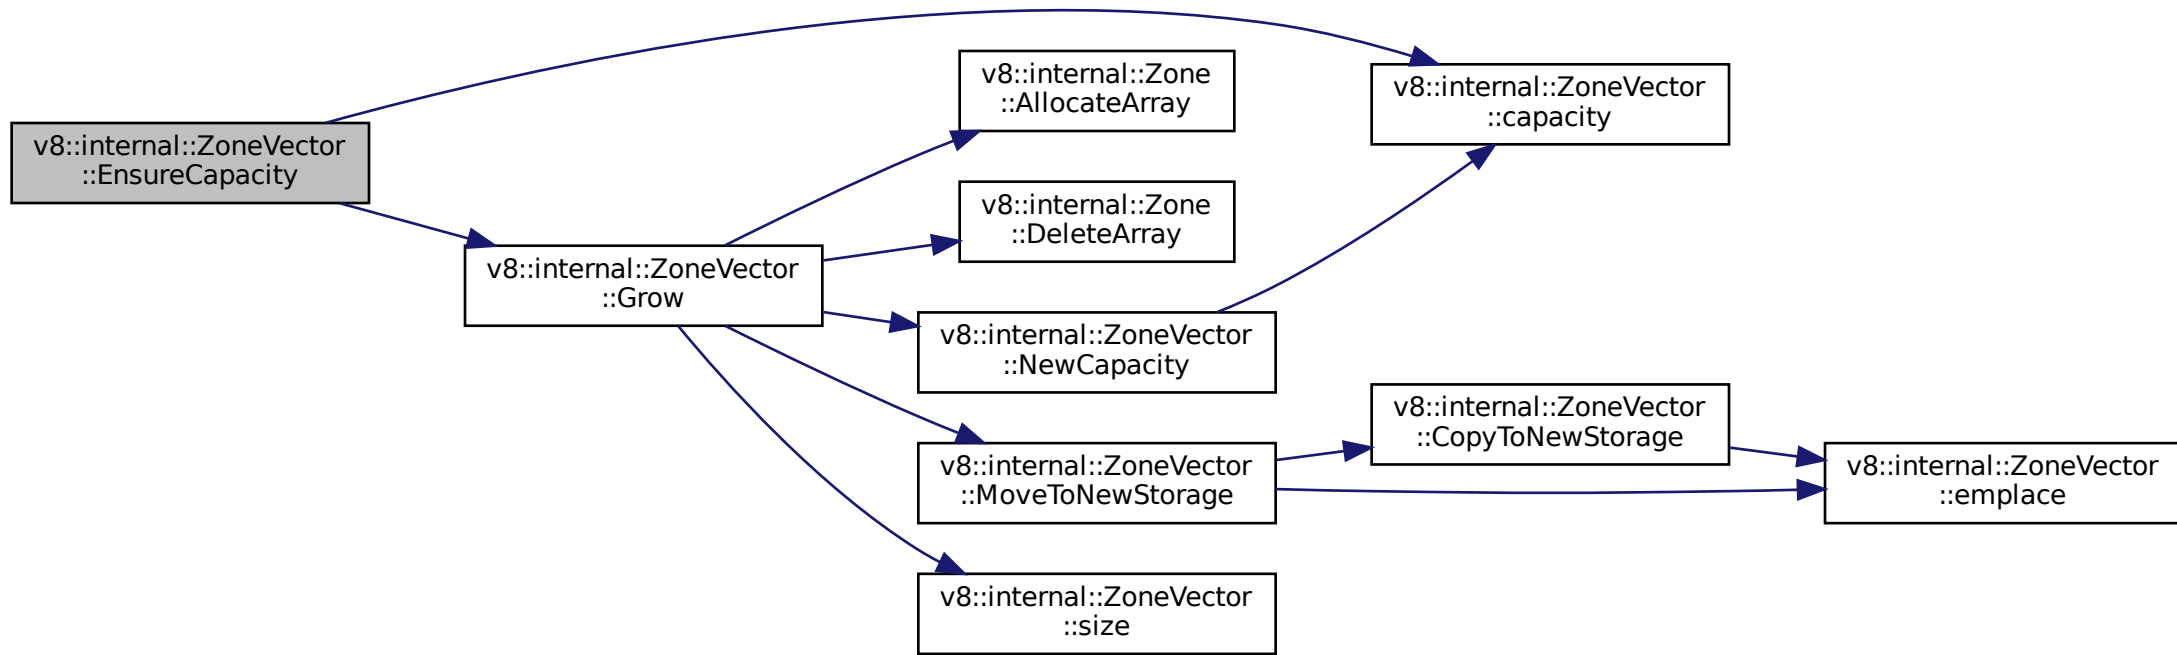 v8::internal::ZoneVector
::EnsureCapacity
v8::internal::ZoneVector
::Grow
v8::internal::Zone
::AllocateArray
v8::internal::Zone
::DeleteArray
v8::internal::ZoneVector
::NewCapacity
v8::internal::ZoneVector
::MoveToNewStorage
v8::internal::ZoneVector
::size
v8::internal::ZoneVector
::capacity
v8::internal::ZoneVector
::CopyToNewStorage
v8::internal::ZoneVector
::emplace